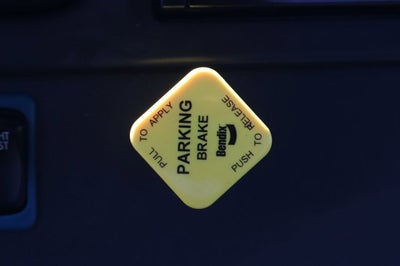 PULL TO APPLY
PARKING
BRAKE
Bendix
PUSH TO RELEASE